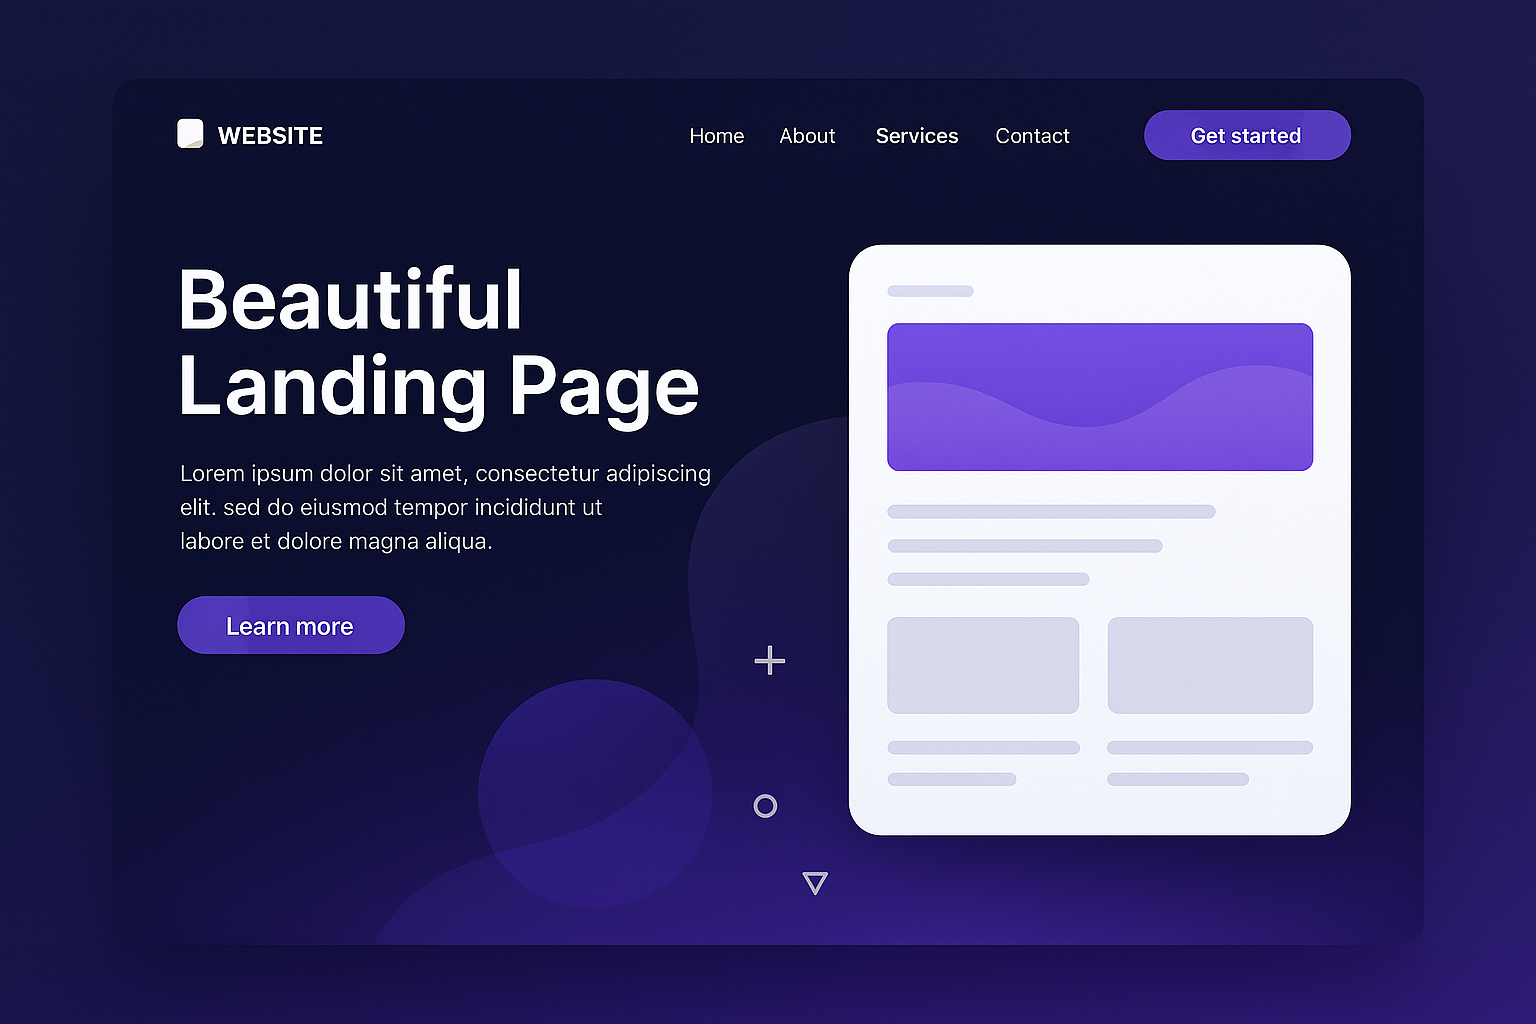 WEBSITE
Home About Services Contact Get started
Beautiful
Landing Page
Lorem ipsum dolor sit amet, consectetur adipiscing
elit. sed do eiusmod tempor incididunt ut
labore et dolore magna aliqua.
Learn more